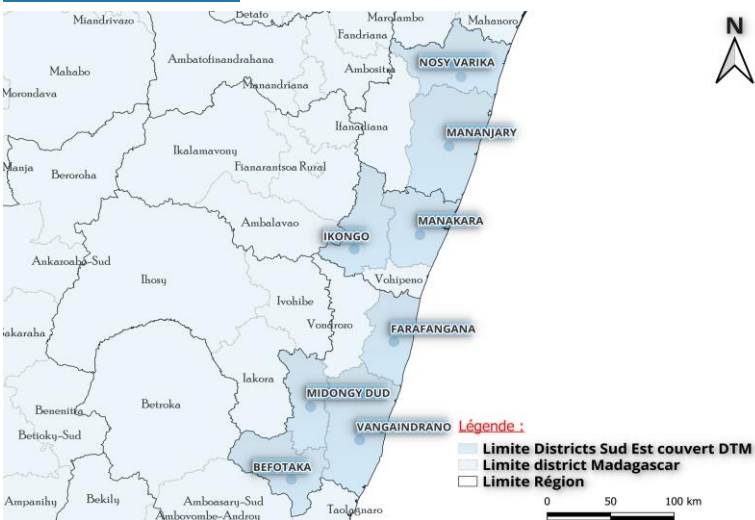 Miandrivazo
Betafo
Marolambo
Mahanoro
N
Fandriana
Ambatofinandrahana
NOSY VARIKA
Mahabo
Ambositra
Manandriana
Morondava
Ifanadiana
MANANJARY
Ikalamavony
Manja
Fianarantsoa Rural
Beroroha
Ambalavao
MANAKARA
IKONGO
Ankazoabo-Sud
Ihosy
Vohipeno
Ivohibe
Vondrozo
FARAFANGANA
akaraha
Iakora
MIDONGY DUD
Betroka
Benenitra
VANGAINDRANO
Betioky-Sud
BEFOTAKA
Ampanihy
Bekily
Amboasary-Sud
Ambovombe-Androy
Taolagnaro
Légende :
Limite Districts Sud Est couvert DTM
Limite district Madagascar
Limite Région
0 50 100 km